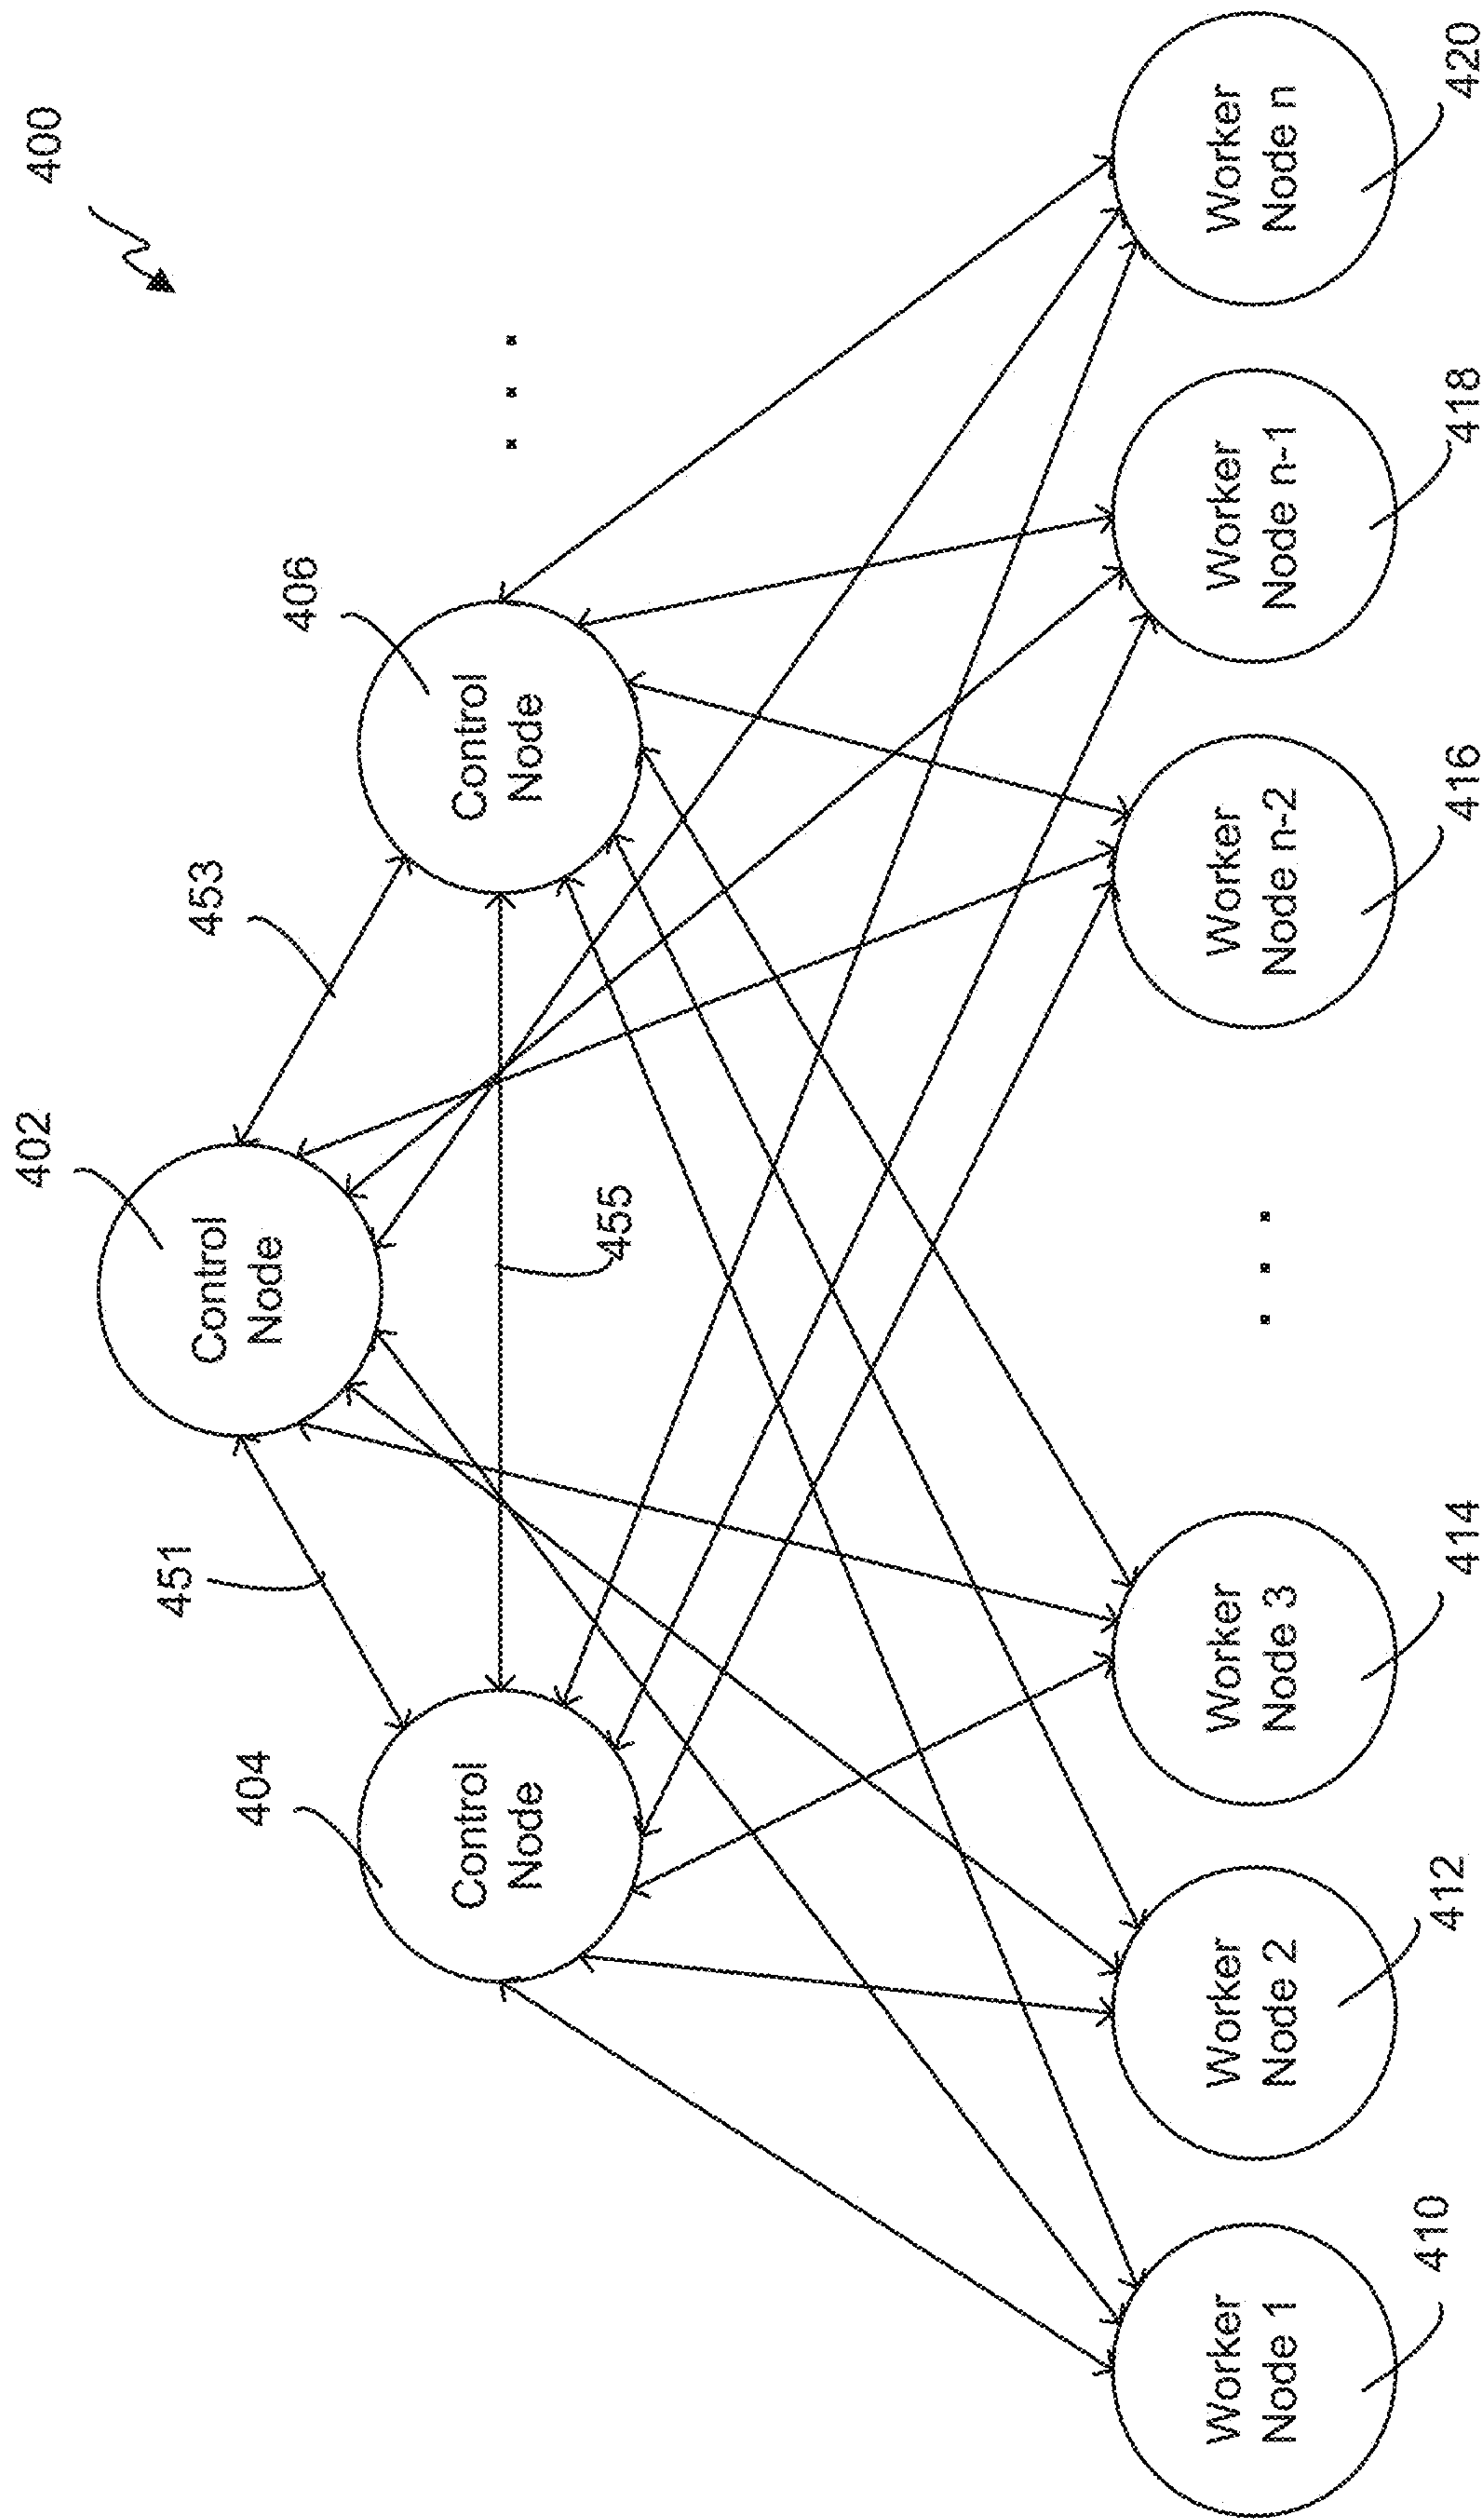 400
402
Control
Node
451
453
404
Control
Node
406
Control
Node
455
Worker
Node 1
Worker
Node 2
Worker
Node 3
Worker
Node n-2
Worker
Node n-1
Worker
Node n
410
412
414
416
418
420